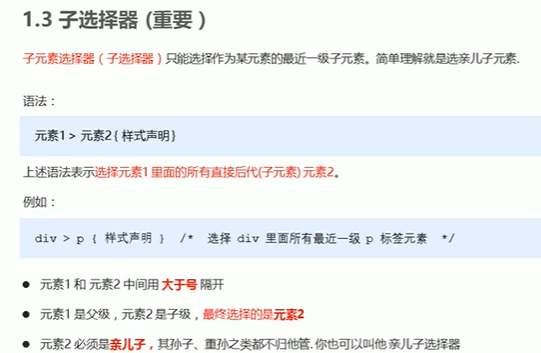 1.3 子选择器 (重要)
子元素选择器（子选择器）只能选择作为某元素的最近一级子元素。简单理解就是选亲儿子元素.
语法：
元素1 > 元素2 { 样式声明 }
上述语法表示选择元素1 里面的所有直接后代(子元素) 元素2。
例如：
div > p { 样式声明 } /* 选择 div 里面所有最近一级 p 标签元素 */
● 元素1 和 元素2 中间用 大于号 隔开
● 元素1 是父级，元素2 是子级，最终选择的是元素2
● 元素2 必须是亲儿子，其孙子、重孙之类都不归他管. 你也可以叫他 亲儿子选择器